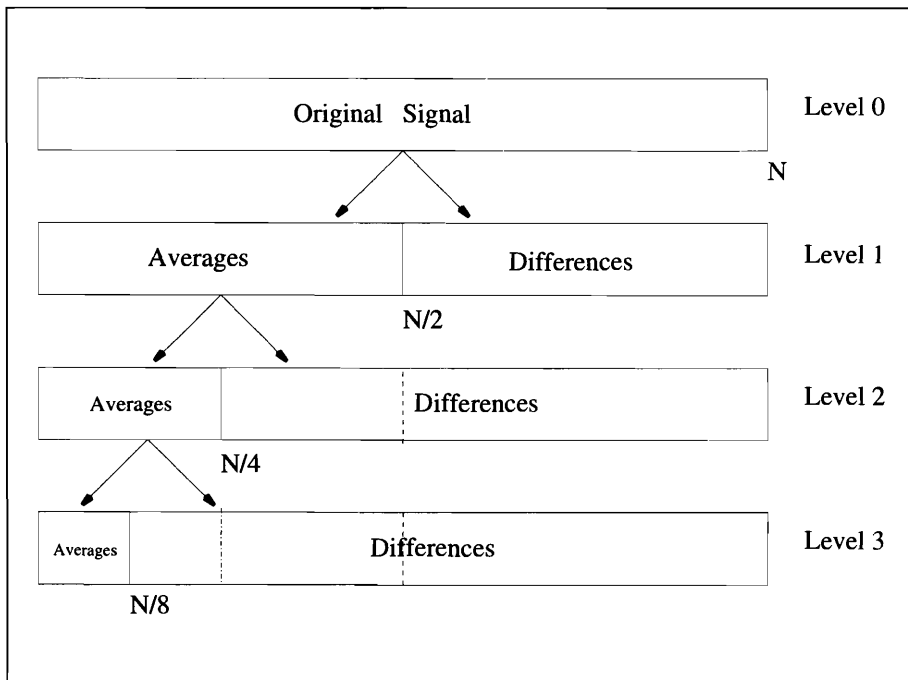 Original Signal
Level 0
N
Averages
Differences
Level 1
N/2
Averages
Differences
Level 2
N/4
Averages
Differences
Level 3
N/8